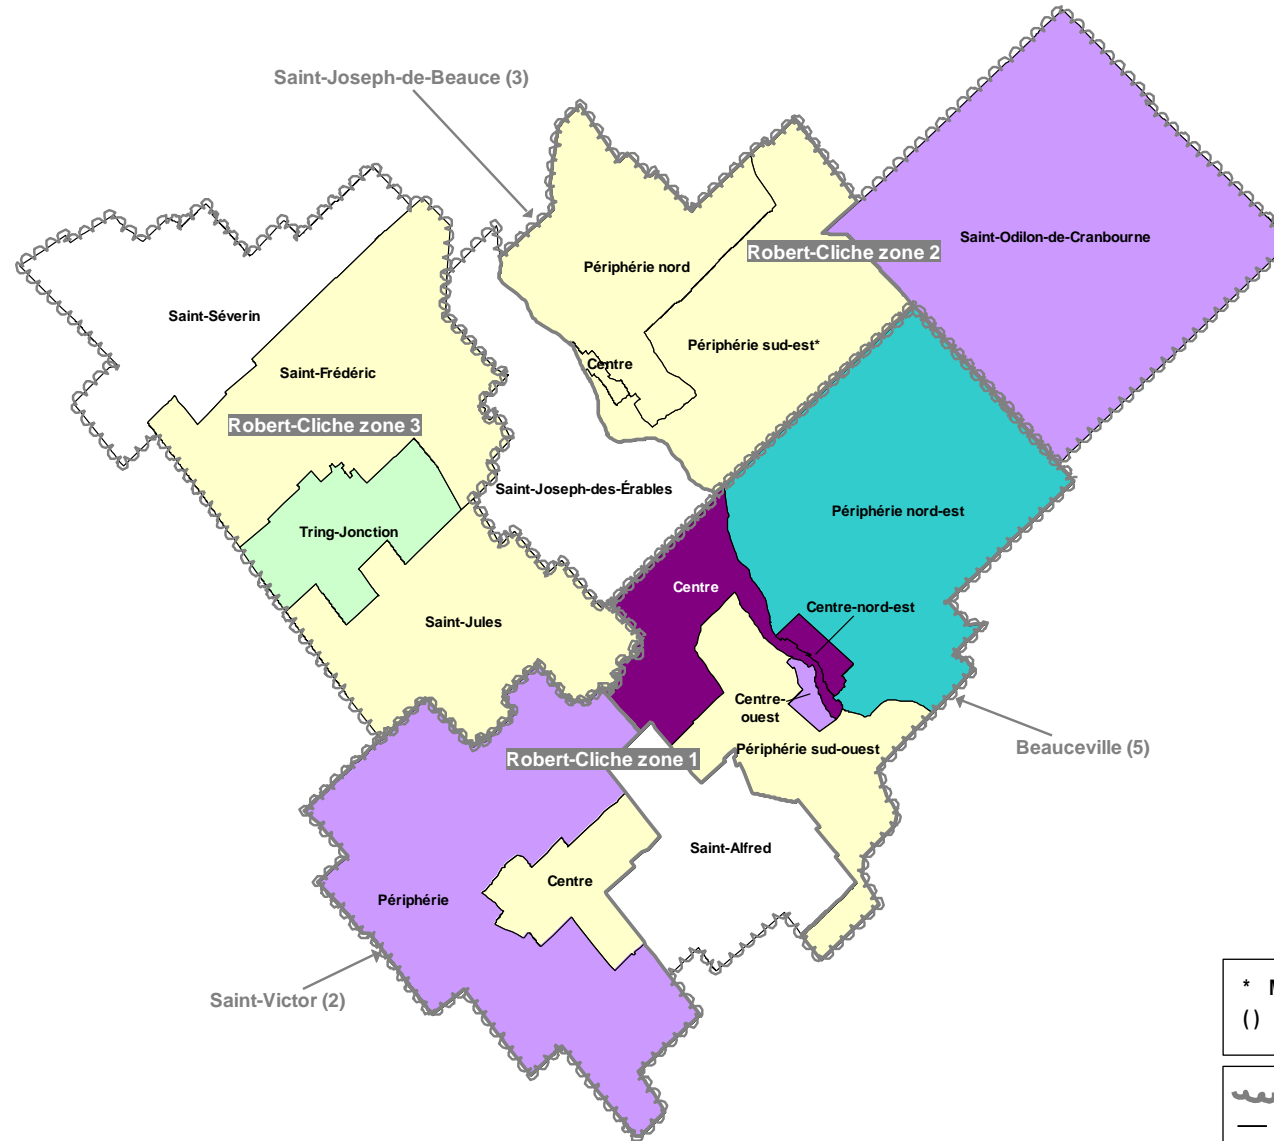 Saint-Joseph-de-Beauce (3)
Saint-Odilon-de-Cranbourne
Robert-Cliche zone 2
Périphérie nord
Saint-Séverin
Périphérie sud-est*
Centre
Saint-Frédéric
Robert-Cliche zone 3
Saint-Joseph-des-Érables
Périphérie nord-est
Tring-Jonction
Centre
Centre-nord-est
Saint-Jules
Centre-
ouest
Périphérie sud-ouest
Beauceville (5)
Robert-Cliche zone 1
Saint-Alfred
Centre
Périphérie
Saint-Victor (2)
*
( )